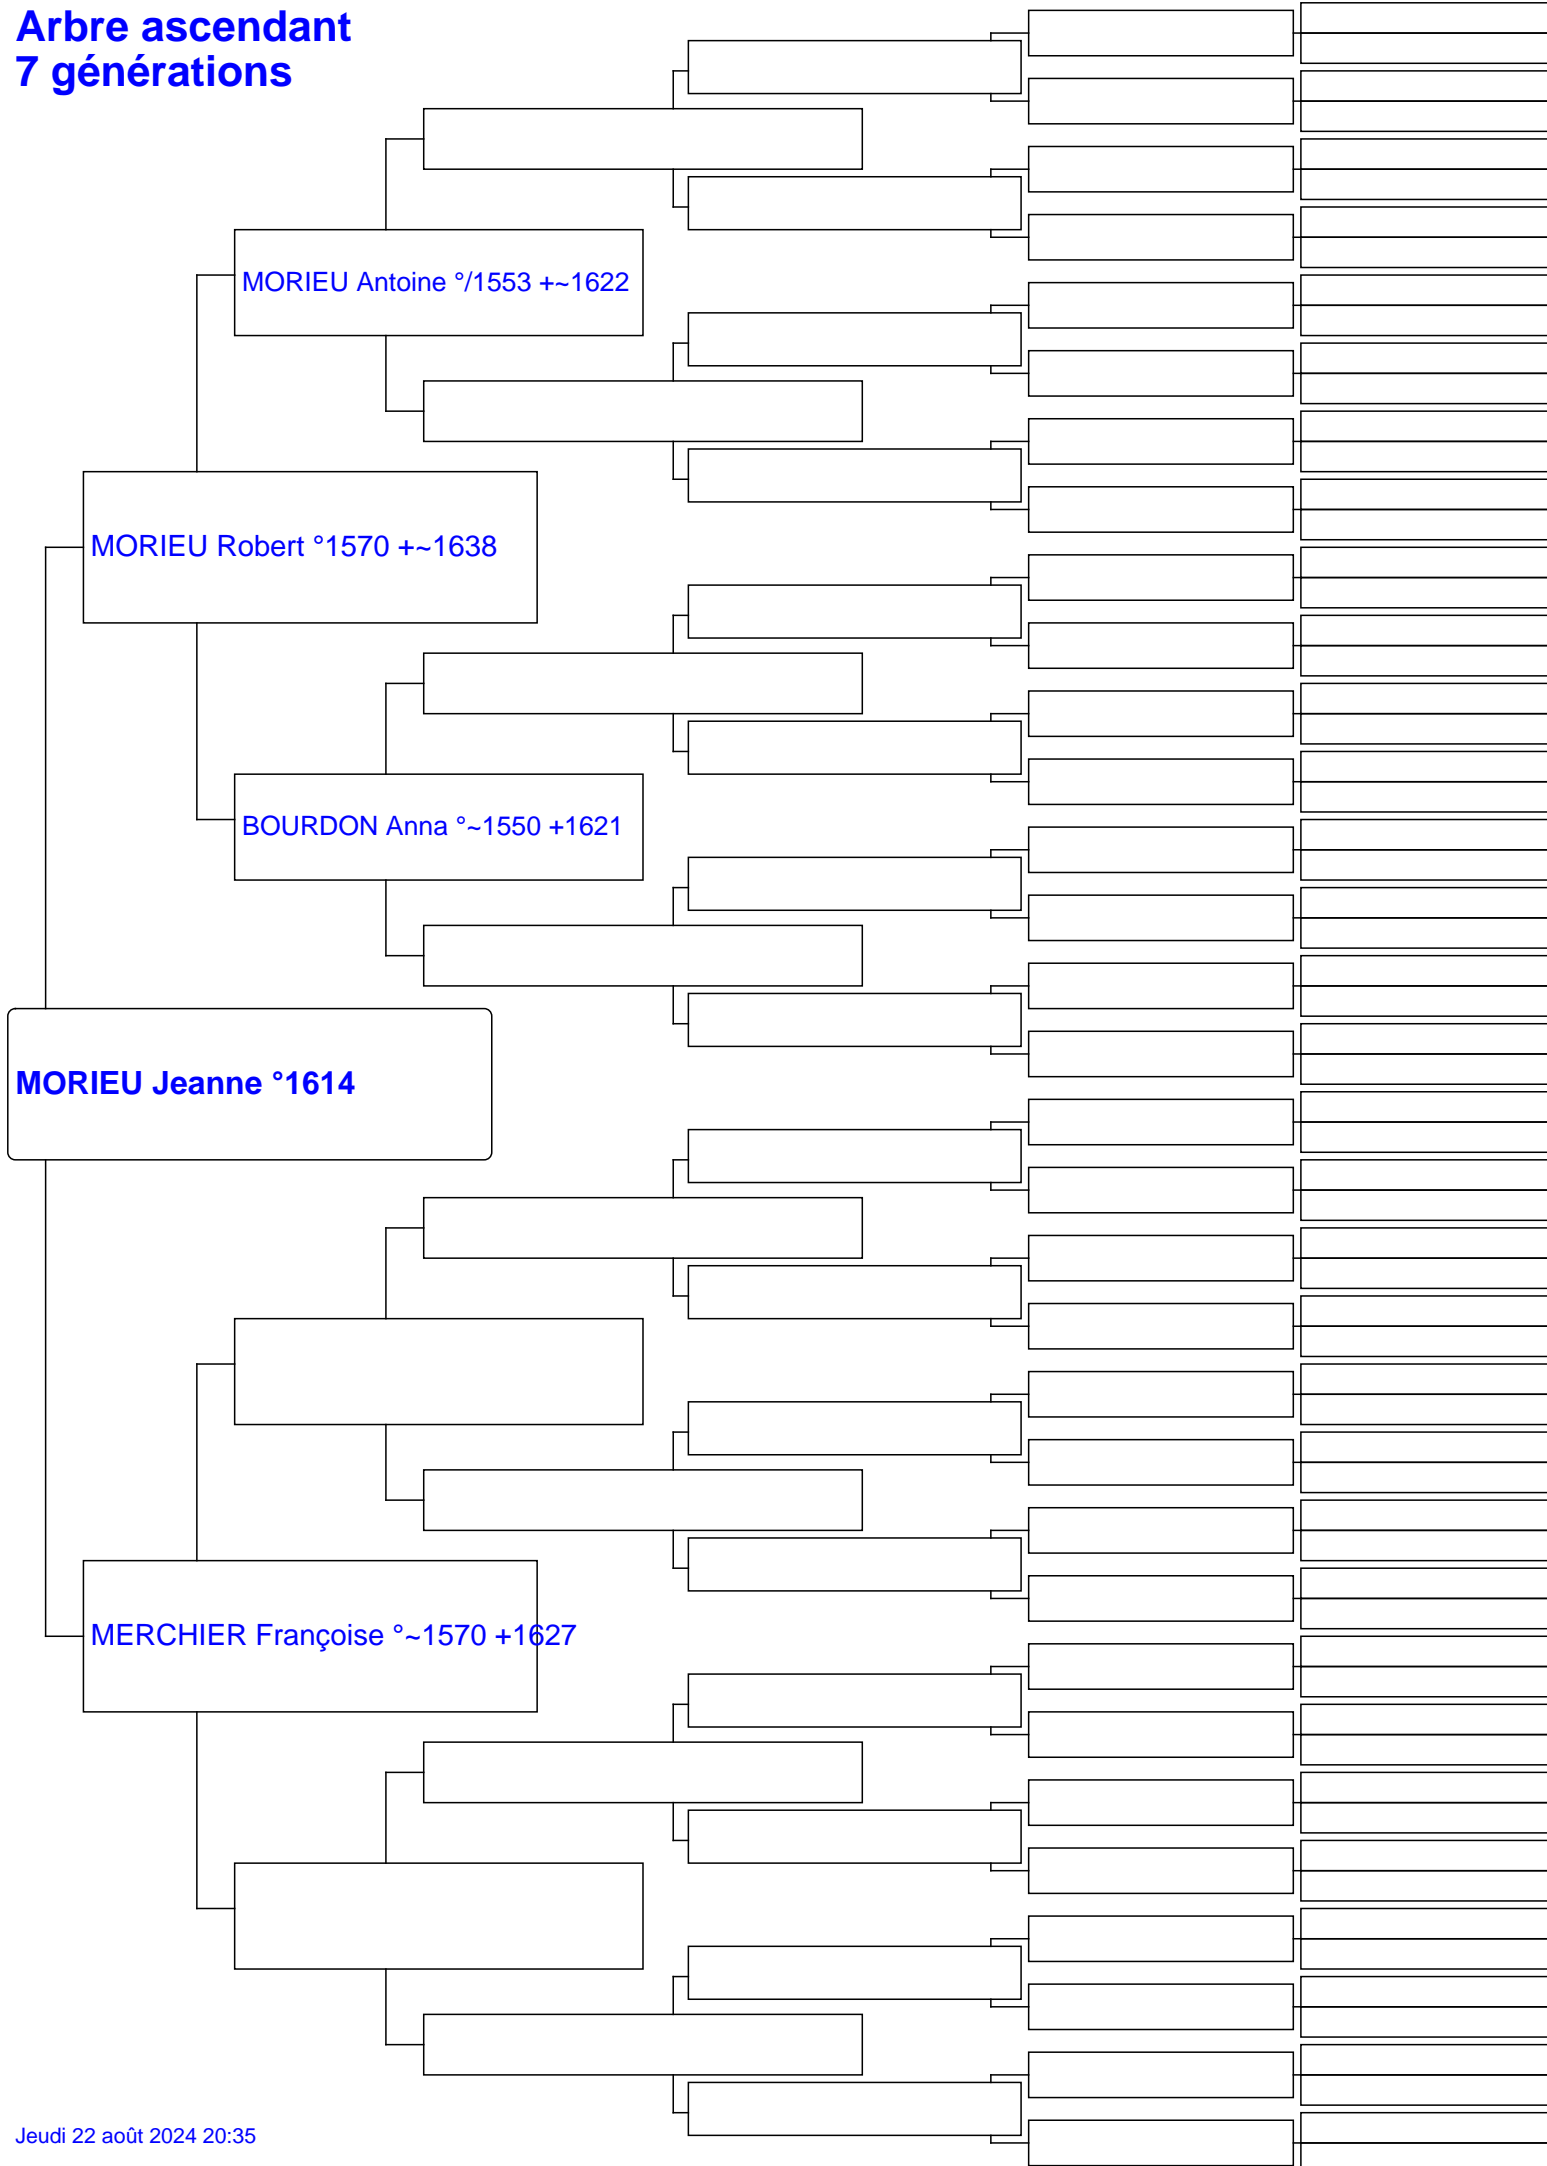 Arbre ascendant
7 générations
MORIEU Antoine °/1553 +~1622
MORIEU Robert °1570 +~1638
BOURDON Anna °~1550 +1621
MORIEU Jeanne °1614
MERCHIER Françoise °~1570 +1627
Jeudi 22 août 2024 20:35